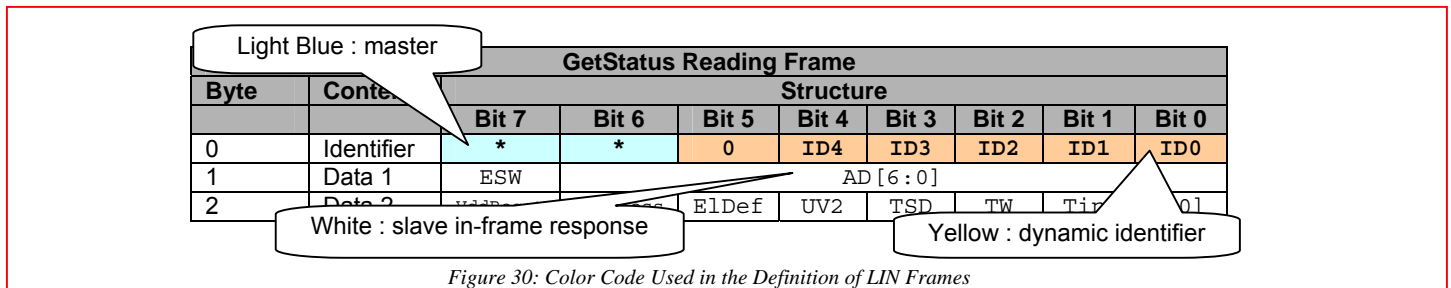 Light Blue : master
GetStatus Reading Frame
Byte Structure
Bit 7 Bit 6 Bit 5 Bit 4 Bit 3 Bit 2 Bit 1 Bit 0
0 Identifier * * 0 ID4 ID3 ID2 ID1 ID0
1 Data 1 ESW AD[6:0]
2 ElDef UV2 TSD TW
White : slave in-frame response
Yellow : dynamic identifier
Figure 30: Color Code Used in the Definition of LIN Frames